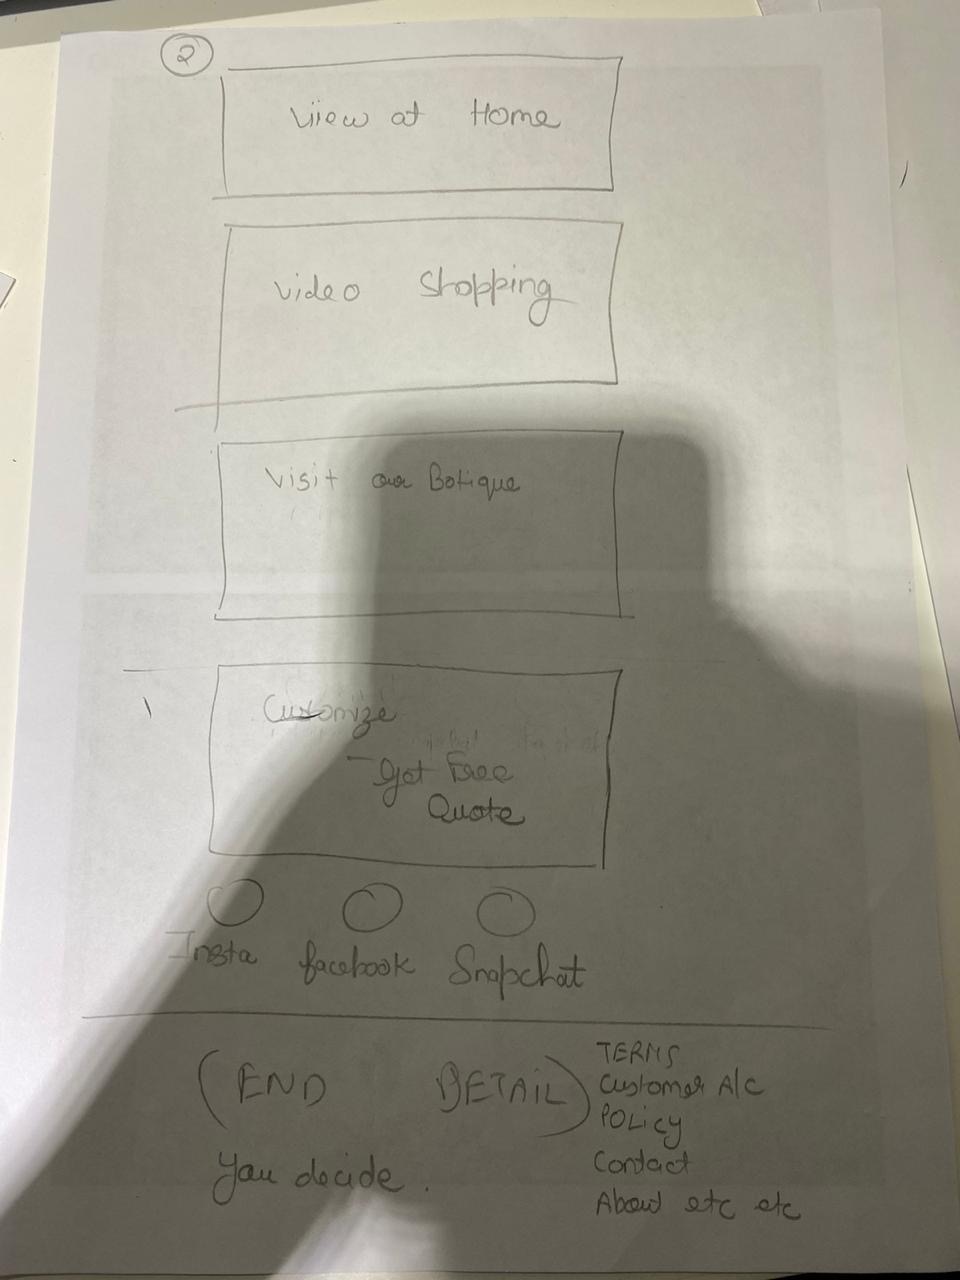 2
View at Home
Video Shopping
Visit our Botique
Customize
- Get Free
Quote
Insta facebook Snapchat
(END DETAIL)
You decide.
TERMS
Customer A/C
POLicy
Contact
About etc etc